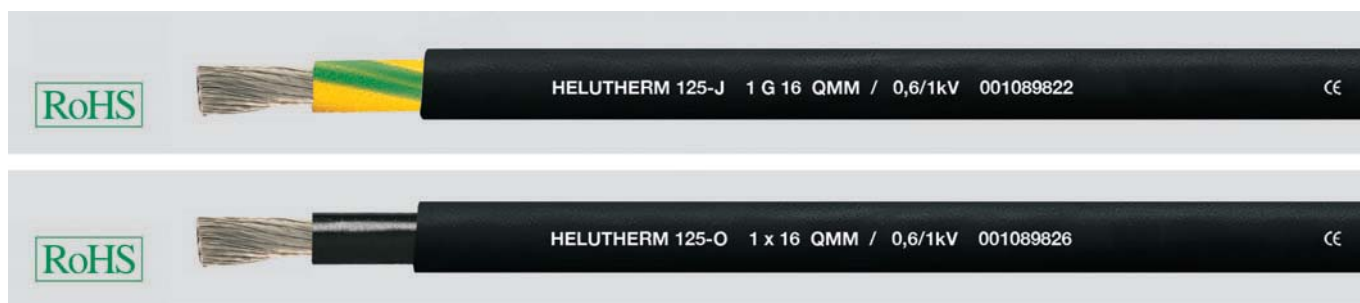 RoHS
HELUTHERM 125-J 1 G 16 QMM / 0,6/1kV 001089822 CE
RoHS
HELUTHERM 125-O 1 x 16 QMM / 0,6/1kV 001089826 CE